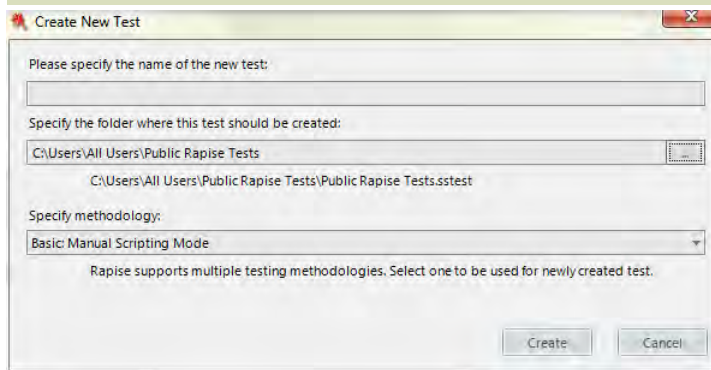 Create New Test
Please specify the name of the new test:
Specify the folder where this test should be created:
C:\Users\All Users\Public Rapise Tests
...
C:\Users\All Users\Public Rapise Tests\Public Rapise Tests.sstest
Specify methodology:
Basic: Manual Scripting Mode
Rapise supports multiple testing methodologies. Select one to be used for newly created test.
Create Cancel